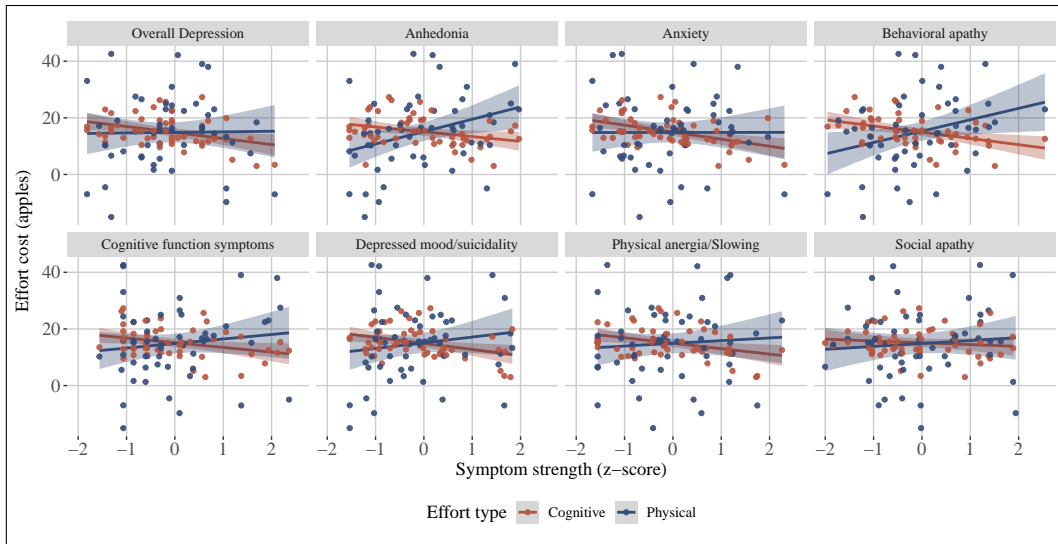 Overall Depression
Anhedonia
Anxiety
Behavioral apathy
40
20
0
Cognitive function symptoms
Depressed mood/suicidality
Physical anergia/Slowing
Social apathy
40
20
0
−2 −1 0 1 2
−2 −1 0 1 2
−2 −1 0 1 2
−2 −1 0 1 2
Effort cost (apples)
Symptom strength (z−score)
Effort type Cognitive Physical